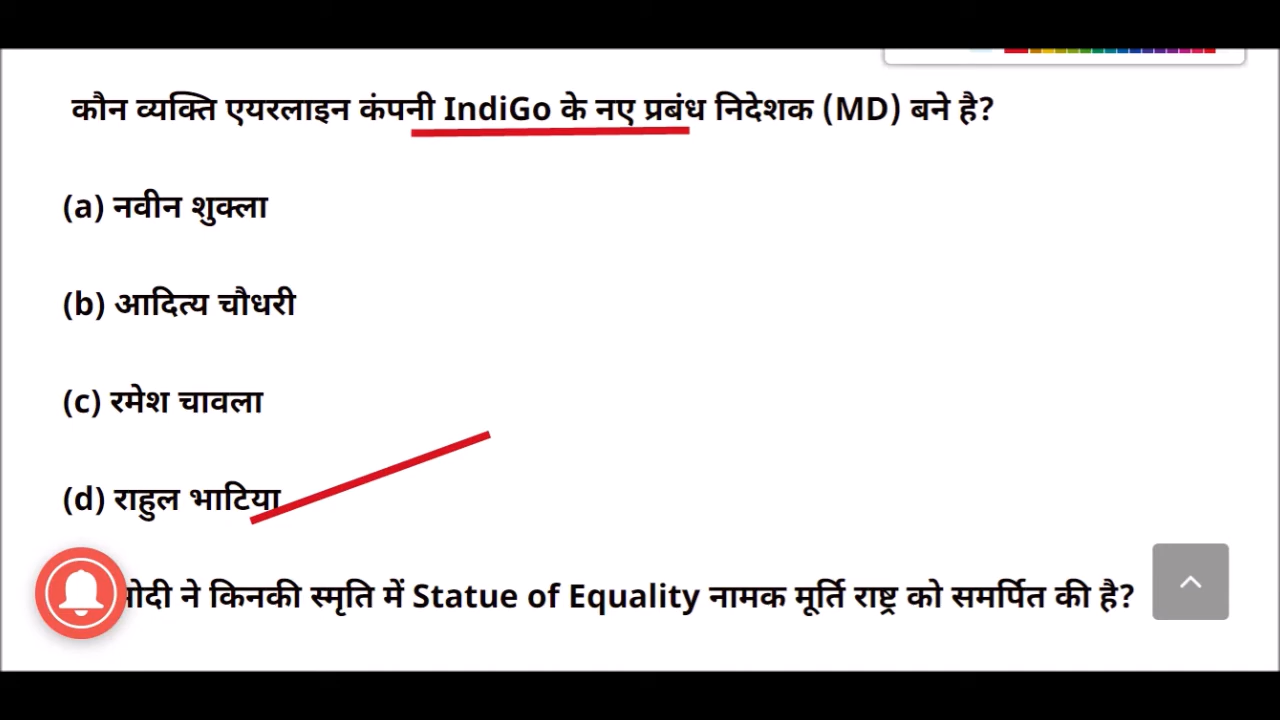 कौन व्यक्ति एयरलाइन कंपनी IndiGo के नए प्रबंध निदेशक (MD) बने है?
(a) नवीन शुक्ला
(b) आदित्य चौधरी
(c) रमेश चावला
(d) राहुल भाटिया
मोदी ने किनकी स्मृति में Statue of Equality नामक मूर्ति राष्ट्र को समर्पित की है?